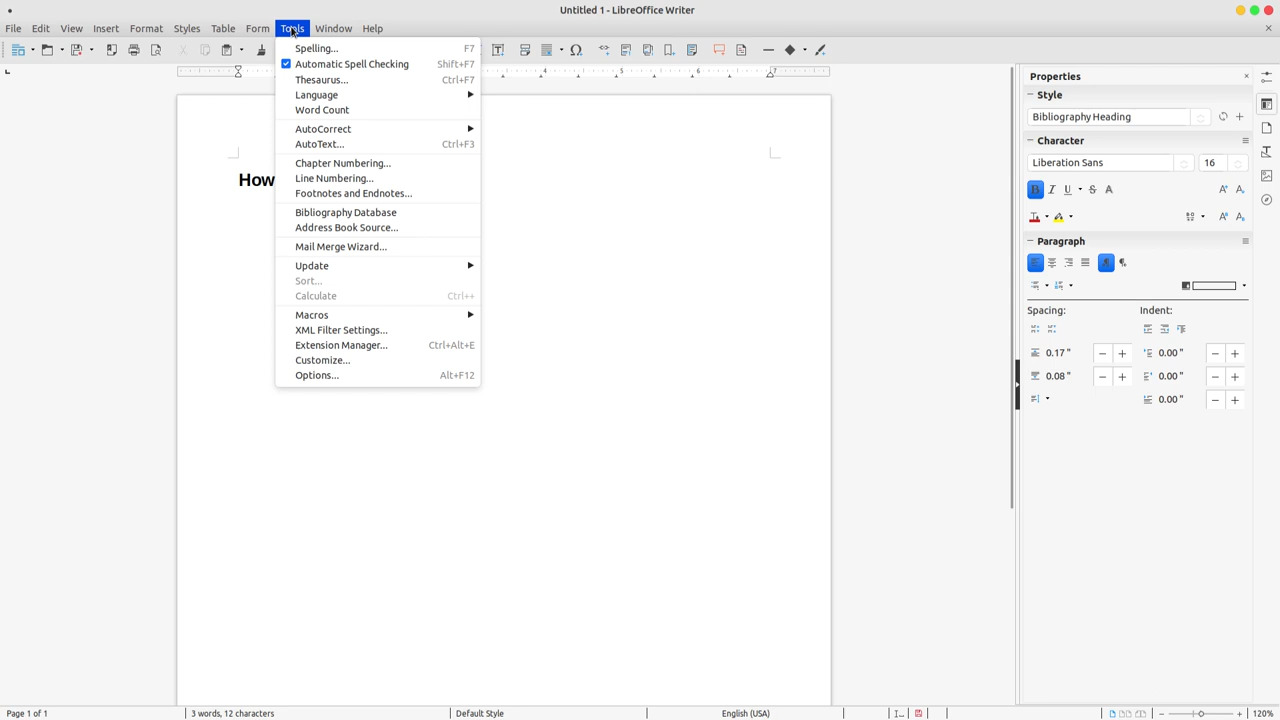 Untitled 1 - LibreOffice Writer
File Edit View Insert Format Styles Table Form Tools Window Help
Spelling... F7
Automatic Spell Checking Shift+F7
Thesaurus... Ctrl+F7
Language
Word Count
AutoCorrect
AutoText... Ctrl+F3
Chapter Numbering...
Line Numbering...
Footnotes and Endnotes...
Bibliography Database
Address Book Source...
Mail Merge Wizard...
Update
Sort...
Calculate Ctrl++
Macros
XML Filter Settings...
Extension Manager... Ctrl+Alt+E
Customize...
Options... Alt+F12
4 5 6 7
How
Properties
Style
Bibliography Heading
Character
Liberation Sans 16
Paragraph
Spacing: Indent:
0.17 " 0.00 "
0.08 " 0.00 "
0.00 "
Page 1 of 1 3 words, 12 characters Default Style English (USA) 120%